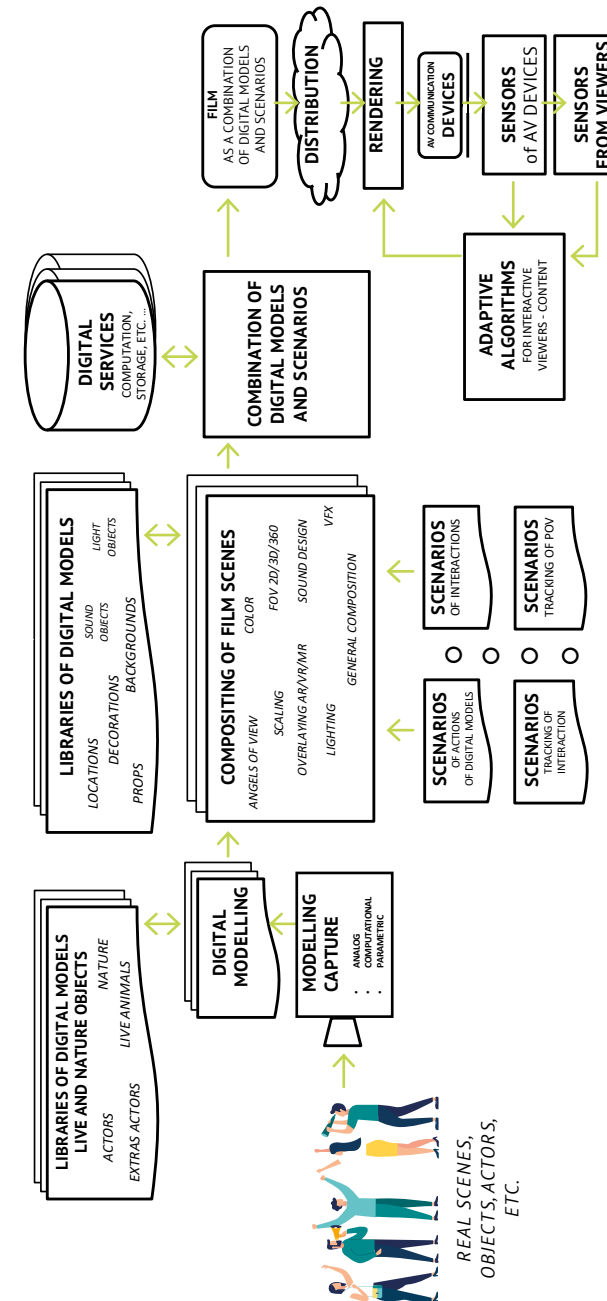 LIBRARIES OF DIGITAL MODELS
LIVE AND NATURE OBJECTS
ACTORS
NATURE
EXTRAS ACTORS
LIVE ANIMALS
DIGITAL
MODELLING
MODELLING
CAPTURE
• ANALOG
• COMPUTATIONAL
• PARAMETRIC
REAL SCENES,
OBJECTS, ACTORS,
ETC.
LIBRARIES OF DIGITAL MODELS
LOCATIONS
SOUND
OBJECTS
LIGHT
OBJECTS
DECORATIONS
PROPS
BACKGROUNDS
COMPOSITING OF FILM SCENES
ANGELS OF VIEW
COLOR
SCALING
FOV 2D/3D/360
OVERLAYING AR/VR/MR
SOUND DESIGN
LIGHTING
VFX
GENERAL COMPOSITION
SCENARIOS
OF ACTIONS
OF DIGITAL MODELS
SCENARIOS
OF INTERACTIONS
SCENARIOS
TRACKING OF
INTERACTION
SCENARIOS
TRACKING OF POV
DIGITAL
SERVICES
COMPUTATION,
STORAGE, ETC. ...
COMBINATION OF
DIGITAL MODELS
AND SCENARIOS
FILM
AS A COMBINATION
OF DIGITAL MODELS
AND SCENARIOS
DISTRIBUTION
RENDERING
AV COMMUNICATION
DEVICES
SENSORS
of AV DEVICES
SENSORS
FROM VIEWERS
ADAPTIVE
ALGORITHMS
FOR INTERACTIVE
VIEWERS - CONTENT